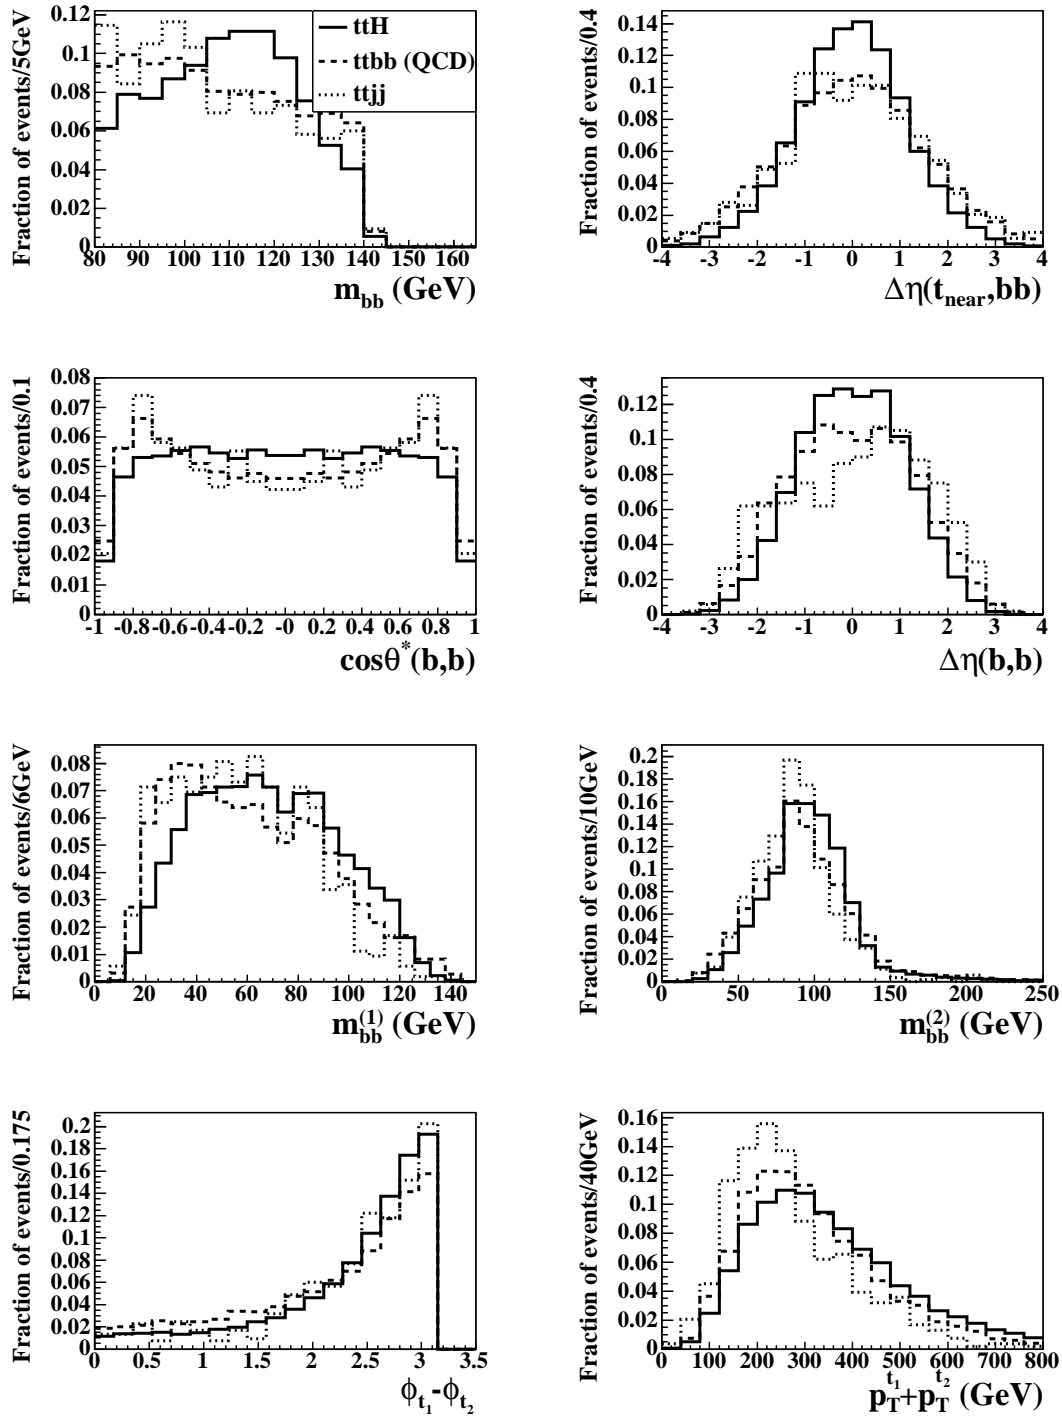 Fraction of events/5GeV
0.12
0.1
0.08
0.06
0.04
0.02
0
ttH
ttbb (QCD)
ttjj
80 90 100 110 120 130 140 150 160
m_bb (GeV)
Fraction of events/0.4
0.14
0.12
0.1
0.08
0.06
0.04
0.02
0
-4 -3 -2 -1 0 1 2 3 4
Δη(t_near,bb)
Fraction of events/0.1
0.08
0.07
0.06
0.05
0.04
0.03
0.02
0.01
0
-1 -0.8 -0.6 -0.4 -0.2 -0 0.2 0.4 0.6 0.8 1
cosθ*(b,b)
Fraction of events/0.4
0.12
0.1
0.08
0.06
0.04
0.02
0
-4 -3 -2 -1 0 1 2 3 4
Δη(b,b)
Fraction of events/6GeV
0.08
0.07
0.06
0.05
0.04
0.03
0.02
0.01
0
0 20 40 60 80 100 120 140
m_bb^(1) (GeV)
Fraction of events/10GeV
0.2
0.18
0.16
0.14
0.12
0.1
0.08
0.06
0.04
0.02
0
0 50 100 150 200 250
m_bb^(2) (GeV)
Fraction of events/0.175
0.2
0.18
0.16
0.14
0.12
0.1
0.08
0.06
0.04
0.02
0
0 0.5 1 1.5 2 2.5 3 3.5
ϕ_t₁-ϕ_t₂
Fraction of events/40GeV
0.16
0.14
0.12
0.1
0.08
0.06
0.04
0.02
0
0 100 200 300 400 500 600 700 800
p_T^t₁+p_T^t₂ (GeV)